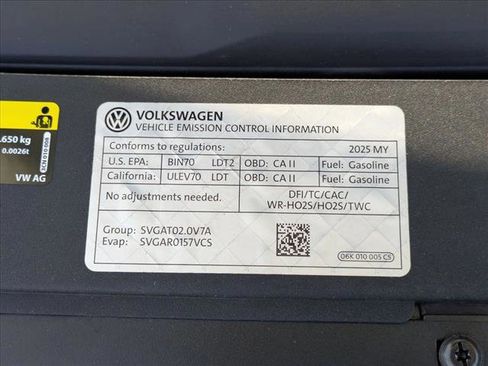 VOLKSWAGEN
VEHICLE EMISSION CONTROL INFORMATION
Conforms to regulations: 2025 MY
U.S. EPA: BIN70 LDT2 OBD: CA II Fuel: Gasoline
California: ULEV70 LDT OBD: CA II Fuel: Gasoline
No adjustments needed. DFI/TC/CAC/
WR-HO2S/HO2S/TWC
Group: SVGAT02.0V7A
Evap: SVGAR0157VCS
06K 010 005 CS
.650 kg
0.0026t
VW AG